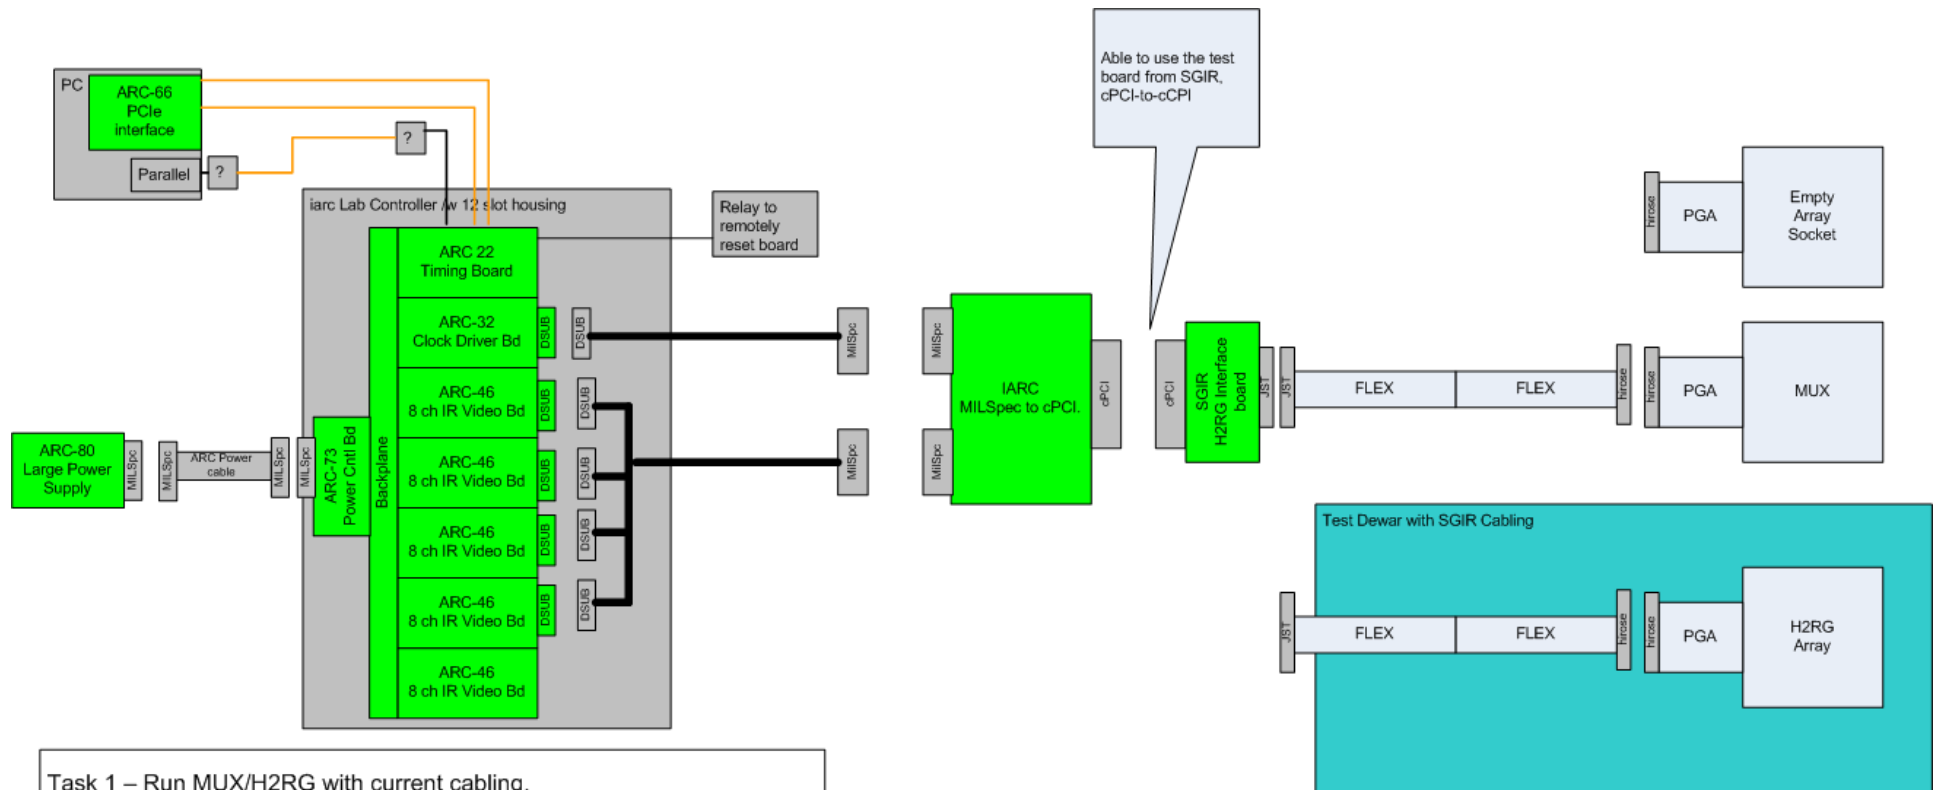 PC
ARC-66
PCIe
interface
Parallel
?
?
iarc Lab Controller /w 12 slot housing
Relay to
remotely
reset board
Able to use the test
board from SGIR,
cPCI-to-cCPI
ARC-80
Large Power
Supply
MILSpc
MILSpc
ARC Power
cable
MILSpc
MILSpc
ARC-73
Power Cntl Bd
Backplane
ARC 22
Timing Board
ARC-32
Clock Driver Bd
DSUB
DSUB
ARC-46
8 ch IR Video Bd
DSUB
DSUB
ARC-46
8 ch IR Video Bd
DSUB
DSUB
ARC-46
8 ch IR Video Bd
DSUB
DSUB
ARC-46
8 ch IR Video Bd
DSUB
DSUB
ARC-46
8 ch IR Video Bd
MilSpc
MilSpc
MilSpc
MilSpc
IARC
MILSpec to cPCI.
cPCI
cPCI
SGIR
H2RG Interface
board
JST
JST
FLEX
FLEX
hirose
hirose
PGA
MUX
hirose
PGA
Empty
Array
Socket
Test Dewar with SGIR Cabling
JST
FLEX
FLEX
hirose
hirose
PGA
H2RG
Array
Task 1 – Run MUX/H2RG with current cabling.